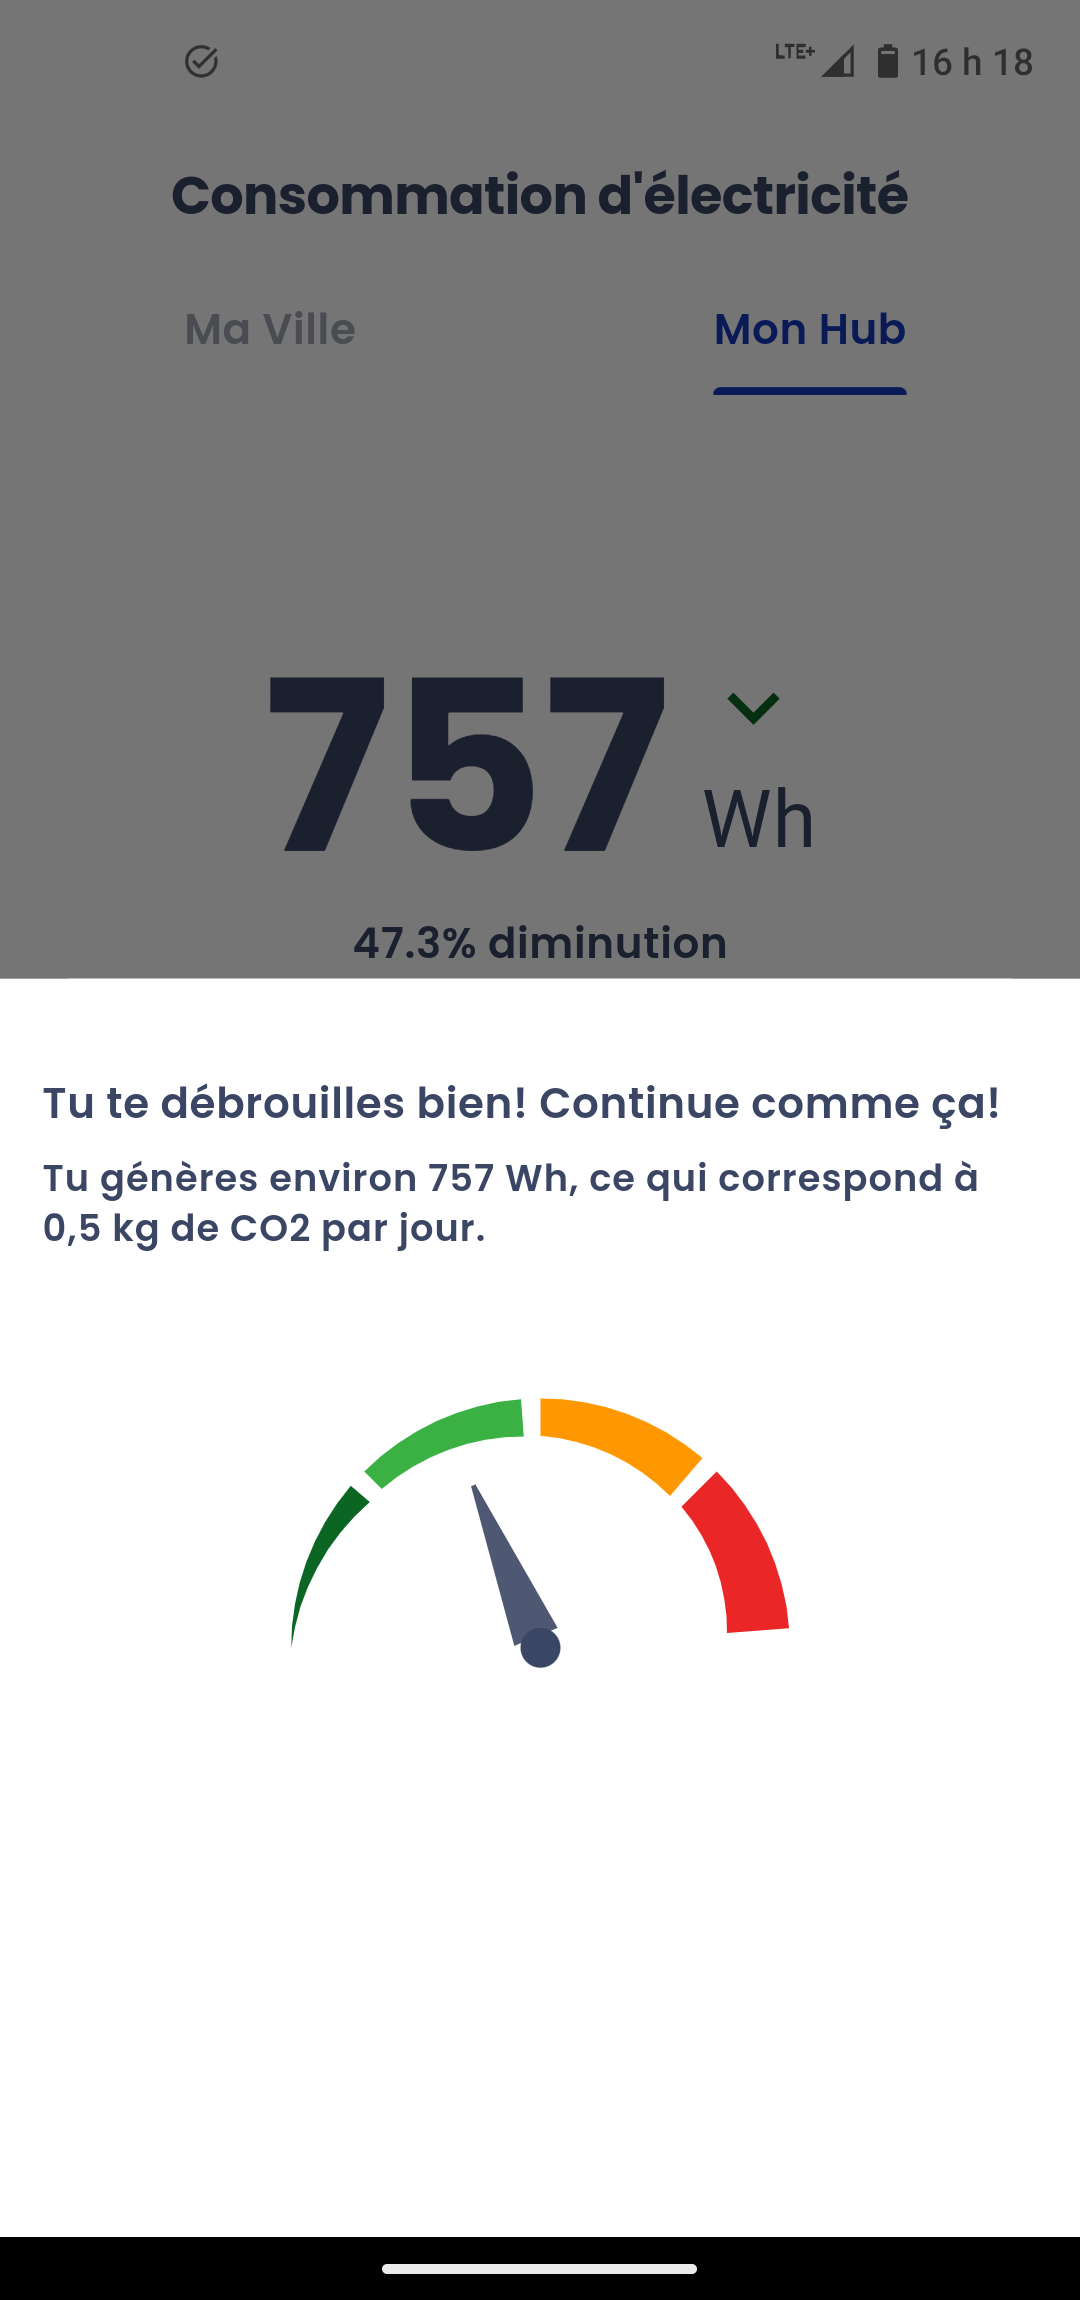 LTE+ 16 h 18
Consommation d'électricité
Ma Ville Mon Hub
757 Wh
47.3% diminution
Tu te débrouilles bien! Continue comme ça!
Tu génères environ 757 Wh, ce qui correspond à
0,5 kg de CO2 par jour.